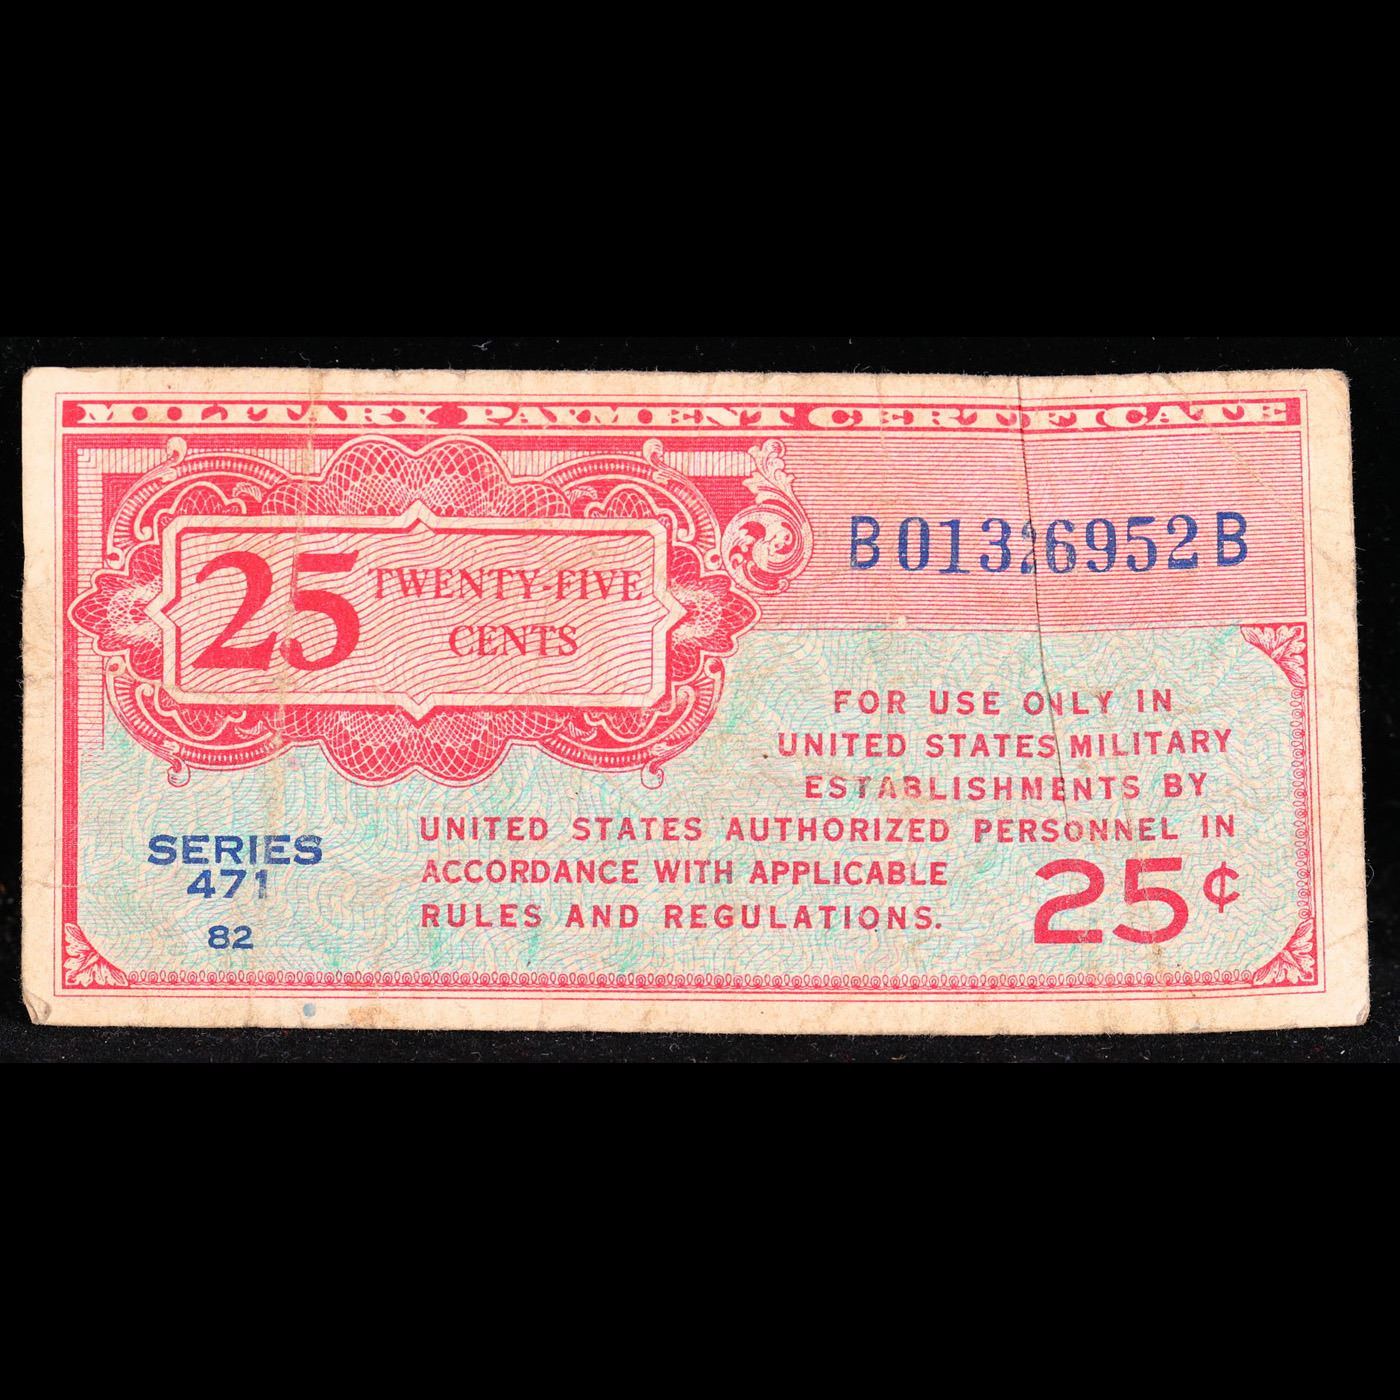 MILITARY PAYMENT CERTIFICATE
B01326952B
25 TWENTY-FIVE
CENTS
FOR USE ONLY IN
UNITED STATES MILITARY
ESTABLISHMENTS BY
UNITED STATES AUTHORIZED PERSONNEL IN
ACCORDANCE WITH APPLICABLE
RULES AND REGULATIONS.
25¢
SERIES
471
82